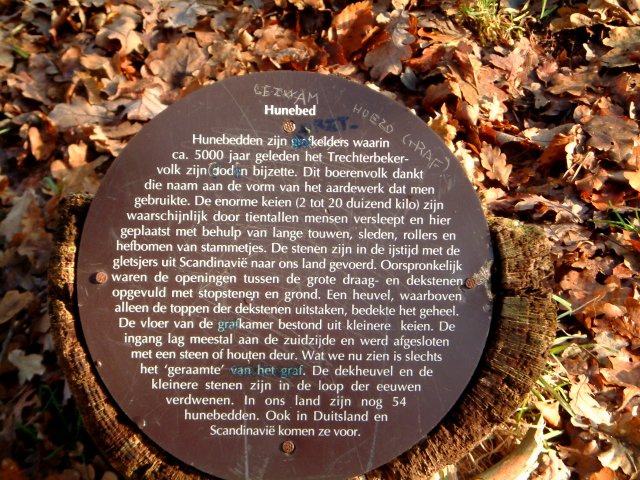 Hunebed
Hunebedden zijn grafkelders waarin
ca. 5000 jaar geleden het Trechterbeker-
volk zijn doden bijzette. Dit boerenvolk dankt
die naam aan de vorm van het aardewerk dat men
gebruikte. De enorme keien (2 tot 20 duizend kilo) zijn
waarschijnlijk door tientallen mensen versleept en hier
geplaatst met behulp van lange touwen, sleden, rollers en
hefbomen van stammetjes. De stenen zijn in de ijstijd met de
gletsjers uit Scandinavië naar ons land gevoerd. Oorspronkelijk
waren de openingen tussen de grote draag- en dekstenen
opgevuld met stopstenen en grond. Een heuvel, waarboven
alleen de toppen der dekstenen uitstaken, bedekte het geheel.
De vloer van de grafkamer bestond uit kleinere keien. De
ingang lag meestal aan de zuidzijde en werd afgesloten
met een steen of houten deur. Wat we nu zien is slechts
het 'geraamte' van het graf. De dekheuvel en de
kleinere stenen zijn in de loop der eeuwen
verdwenen. In ons land zijn nog 54
hunebedden. Ook in Duitsland en
Scandinavië komen ze voor.